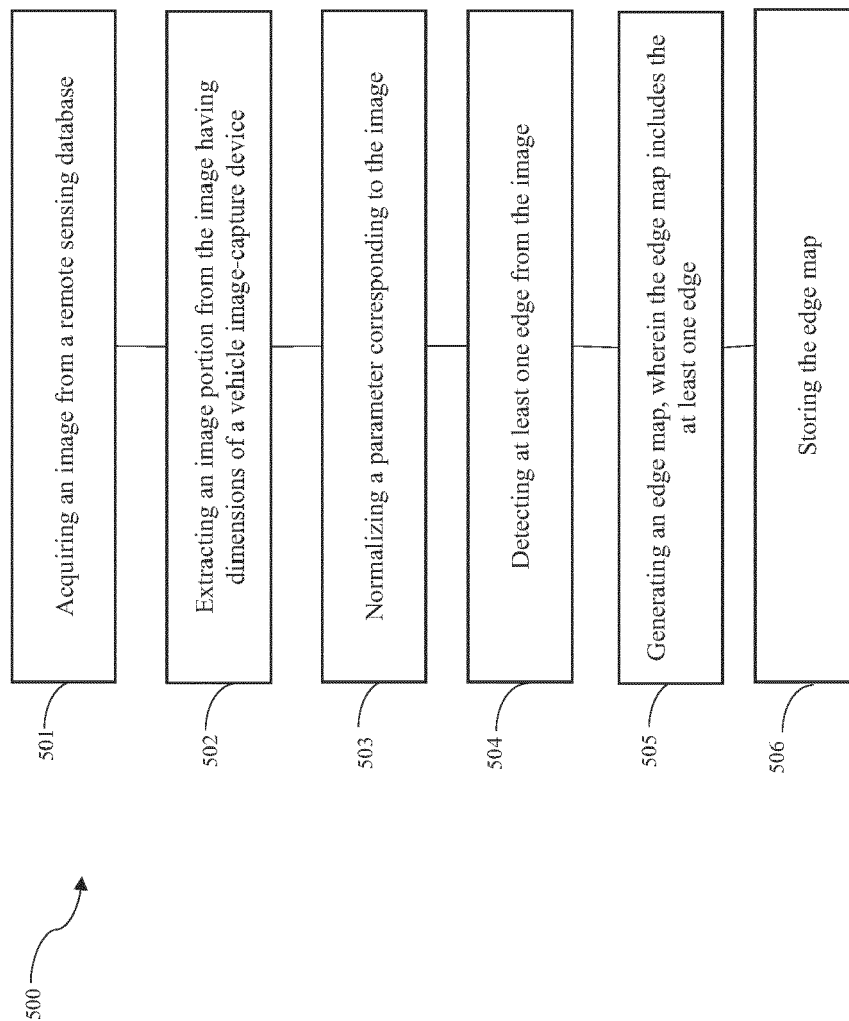 500
501
Acquiring an image from a remote sensing database
502
Extracting an image portion from the image having
dimensions of a vehicle image-capture device
503
Normalizing a parameter corresponding to the image
504
Detecting at least one edge from the image
505
Generating an edge map, wherein the edge map includes the
at least one edge
506
Storing the edge map